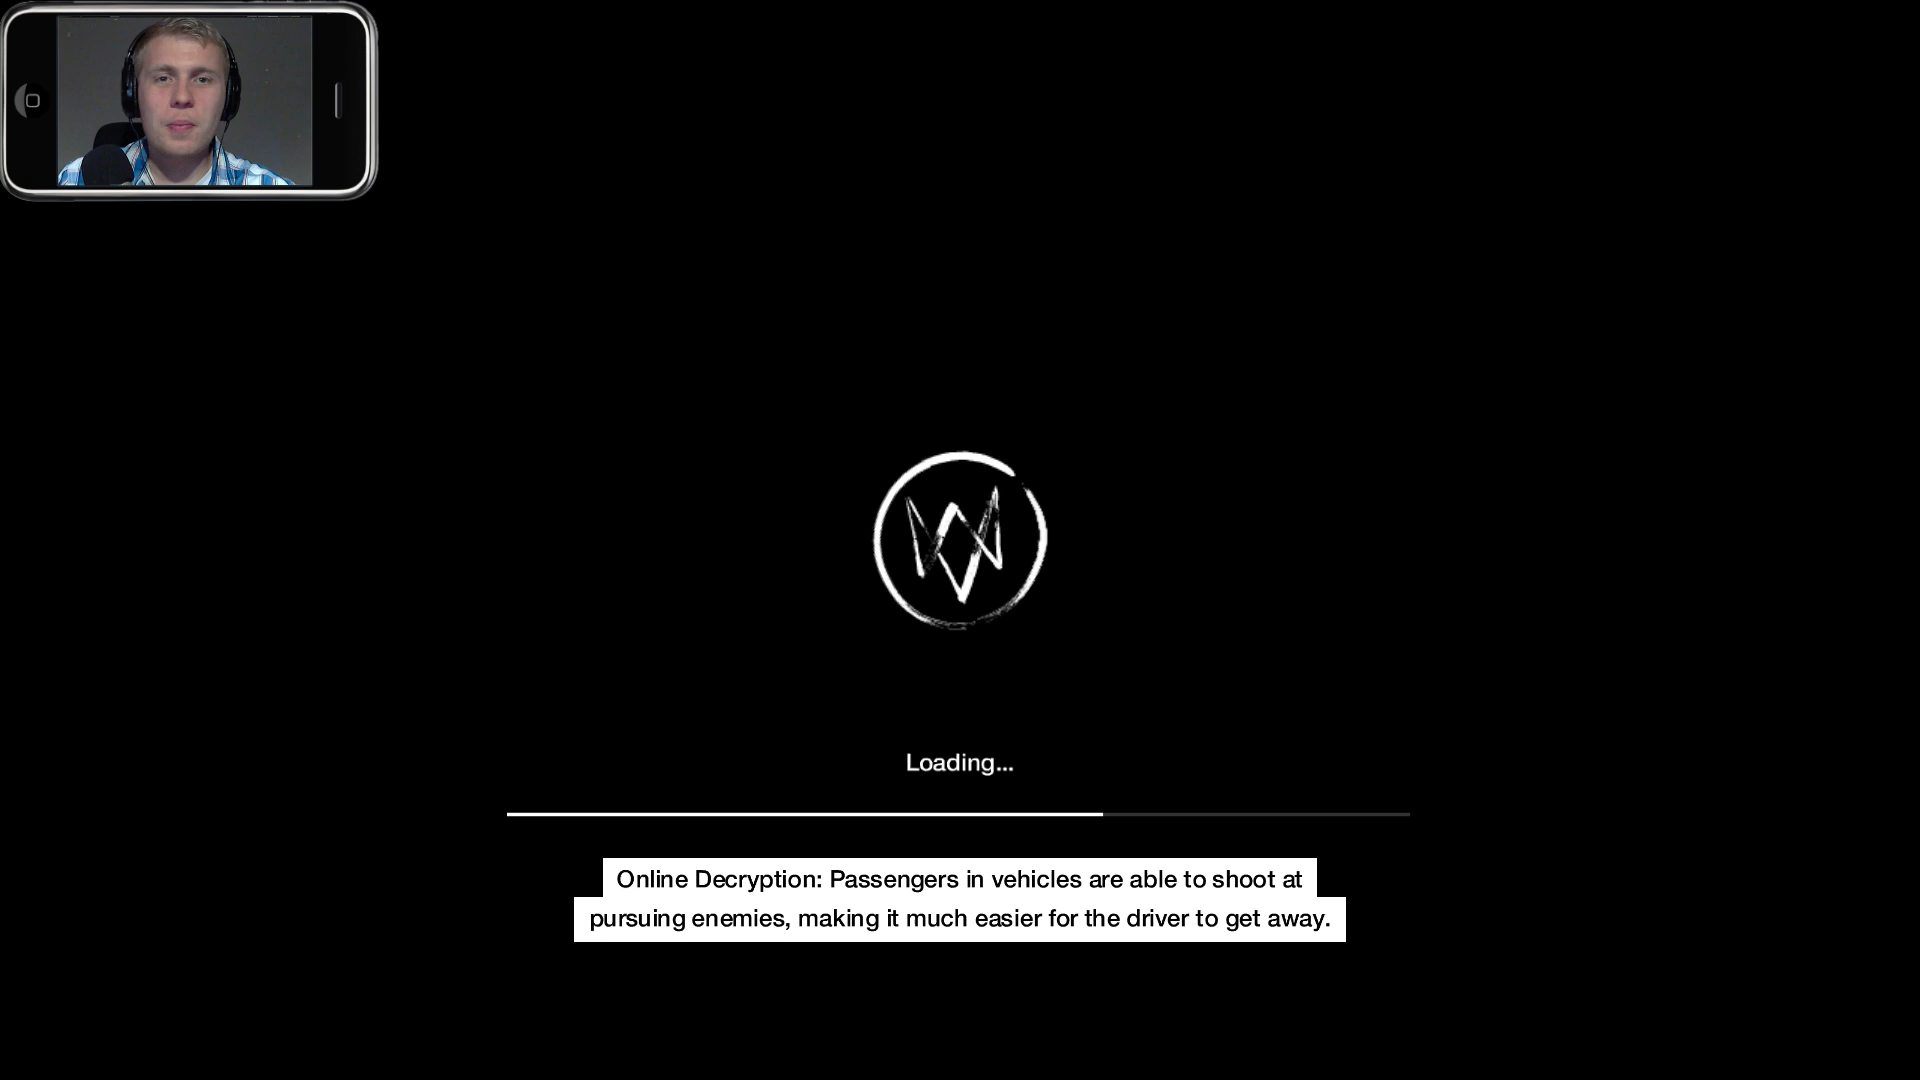 Loading...
Online Decryption: Passengers in vehicles are able to shoot at
pursuing enemies, making it much easier for the driver to get away.